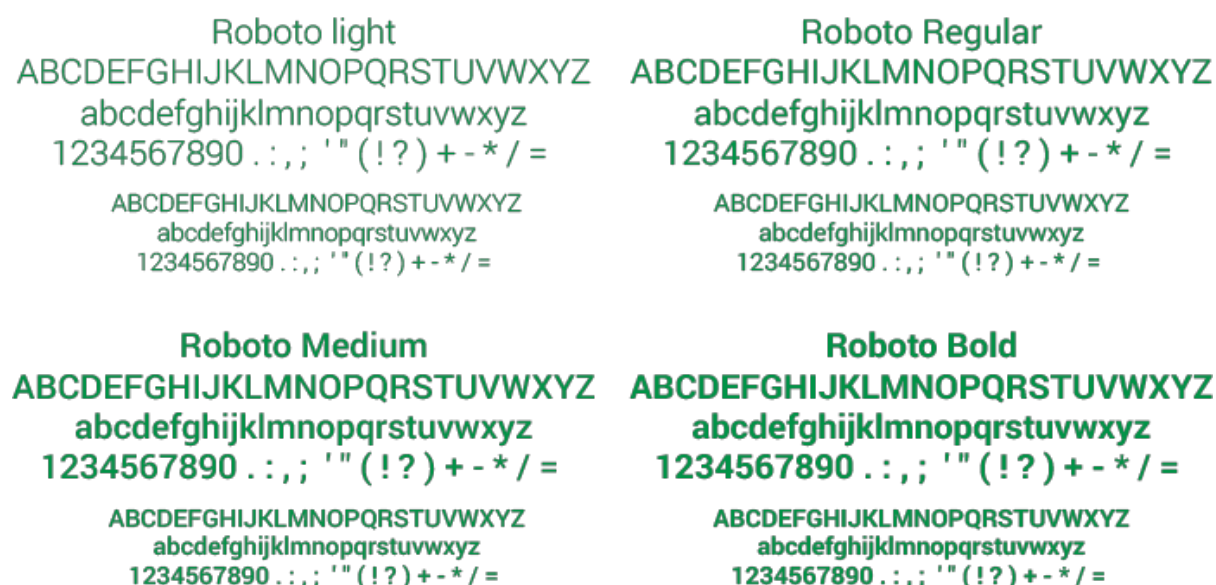 Roboto light
ABCDEFGHIJKLMNOPQRSTUVWXYZ
abcdefghijklmnopqrstuvwxyz
1234567890 . : , ; ' " ( ! ? ) + - * / =
ABCDEFGHIJKLMNOPQRSTUVWXYZ
abcdefghijklmnopqrstuvwxyz
1234567890 . : , ; ' " ( ! ? ) + - * / =
Roboto Regular
ABCDEFGHIJKLMNOPQRSTUVWXYZ
abcdefghijklmnopqrstuvwxyz
1234567890 . : , ; ' " ( ! ? ) + - * / =
ABCDEFGHIJKLMNOPQRSTUVWXYZ
abcdefghijklmnopqrstuvwxyz
1234567890 . : , ; ' " ( ! ? ) + - * / =
Roboto Medium
ABCDEFGHIJKLMNOPQRSTUVWXYZ
abcdefghijklmnopqrstuvwxyz
1234567890 . : , ; ' " ( ! ? ) + - * / =
ABCDEFGHIJKLMNOPQRSTUVWXYZ
abcdefghijklmnopqrstuvwxyz
1234567890 . : , ; ' " ( ! ? ) + - * / =
Roboto Bold
ABCDEFGHIJKLMNOPQRSTUVWXYZ
abcdefghijklmnopqrstuvwxyz
1234567890 . : , ; ' " ( ! ? ) + - * / =
ABCDEFGHIJKLMNOPQRSTUVWXYZ
abcdefghijklmnopqrstuvwxyz
1234567890 . : , ; ' " ( ! ? ) + - * / =